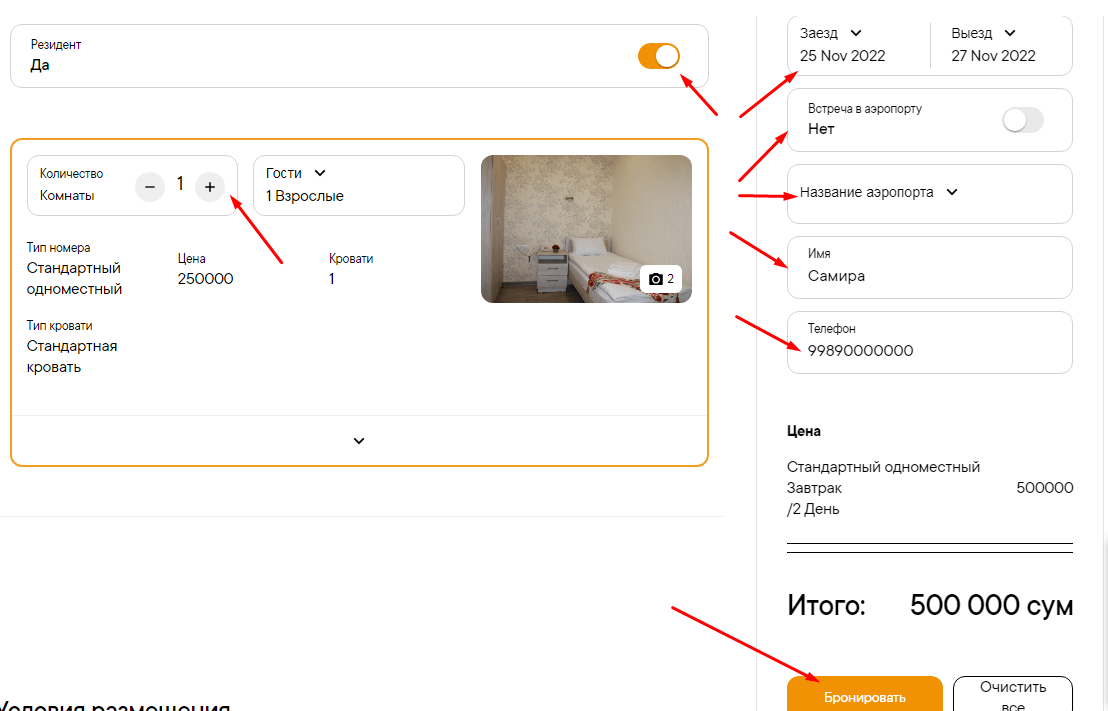 Резидент
Да
Количество
Комнаты
1
Гости
1 Взрослые
Тип номера
Стандартный
одноместный
Цена
250000
Кровати
1
2
Тип кровати
Стандартная
кровать
Условия размещения
Заезд
25 Nov 2022
Выезд
27 Nov 2022
Встреча в аэропорту
Нет
Название аэропорта
Имя
Самира
Телефон
99890000000
Цена
Стандартный одноместный
Завтрак 500000
/2 День
Итого: 500 000 сум
Бронировать
Очистить
все